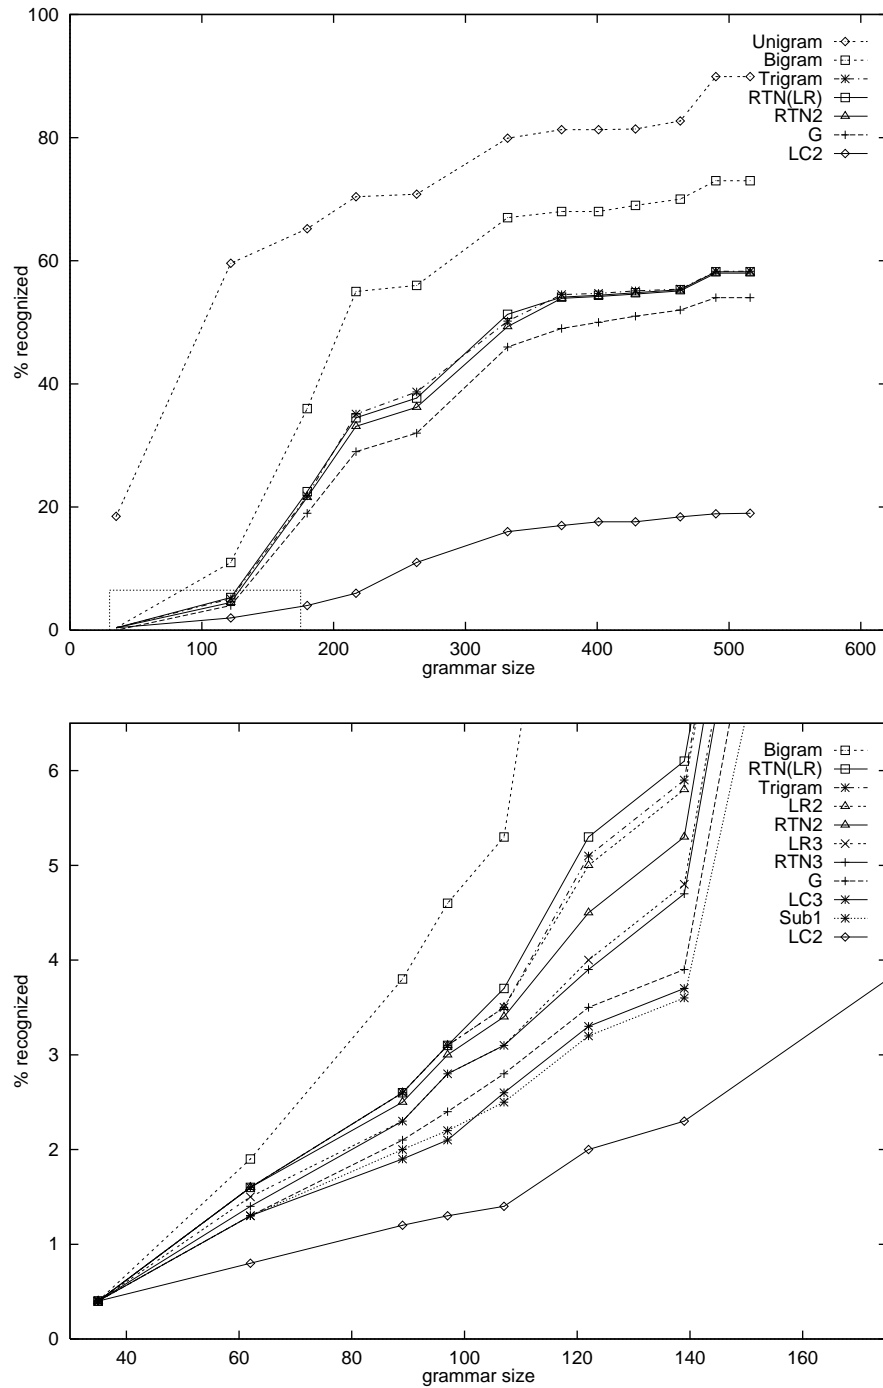 100
80
60
40
20
0
% recognized
0 100 200 300 400 500 600
grammar size
Unigram
Bigram
Trigram
RTN(LR)
RTN2
G
LC2
6
5
4
3
2
1
0
% recognized
40 60 80 100 120 140 160
grammar size
Bigram
RTN(LR)
Trigram
LR2
RTN2
LR3
RTN3
G
LC3
Sub1
LC2